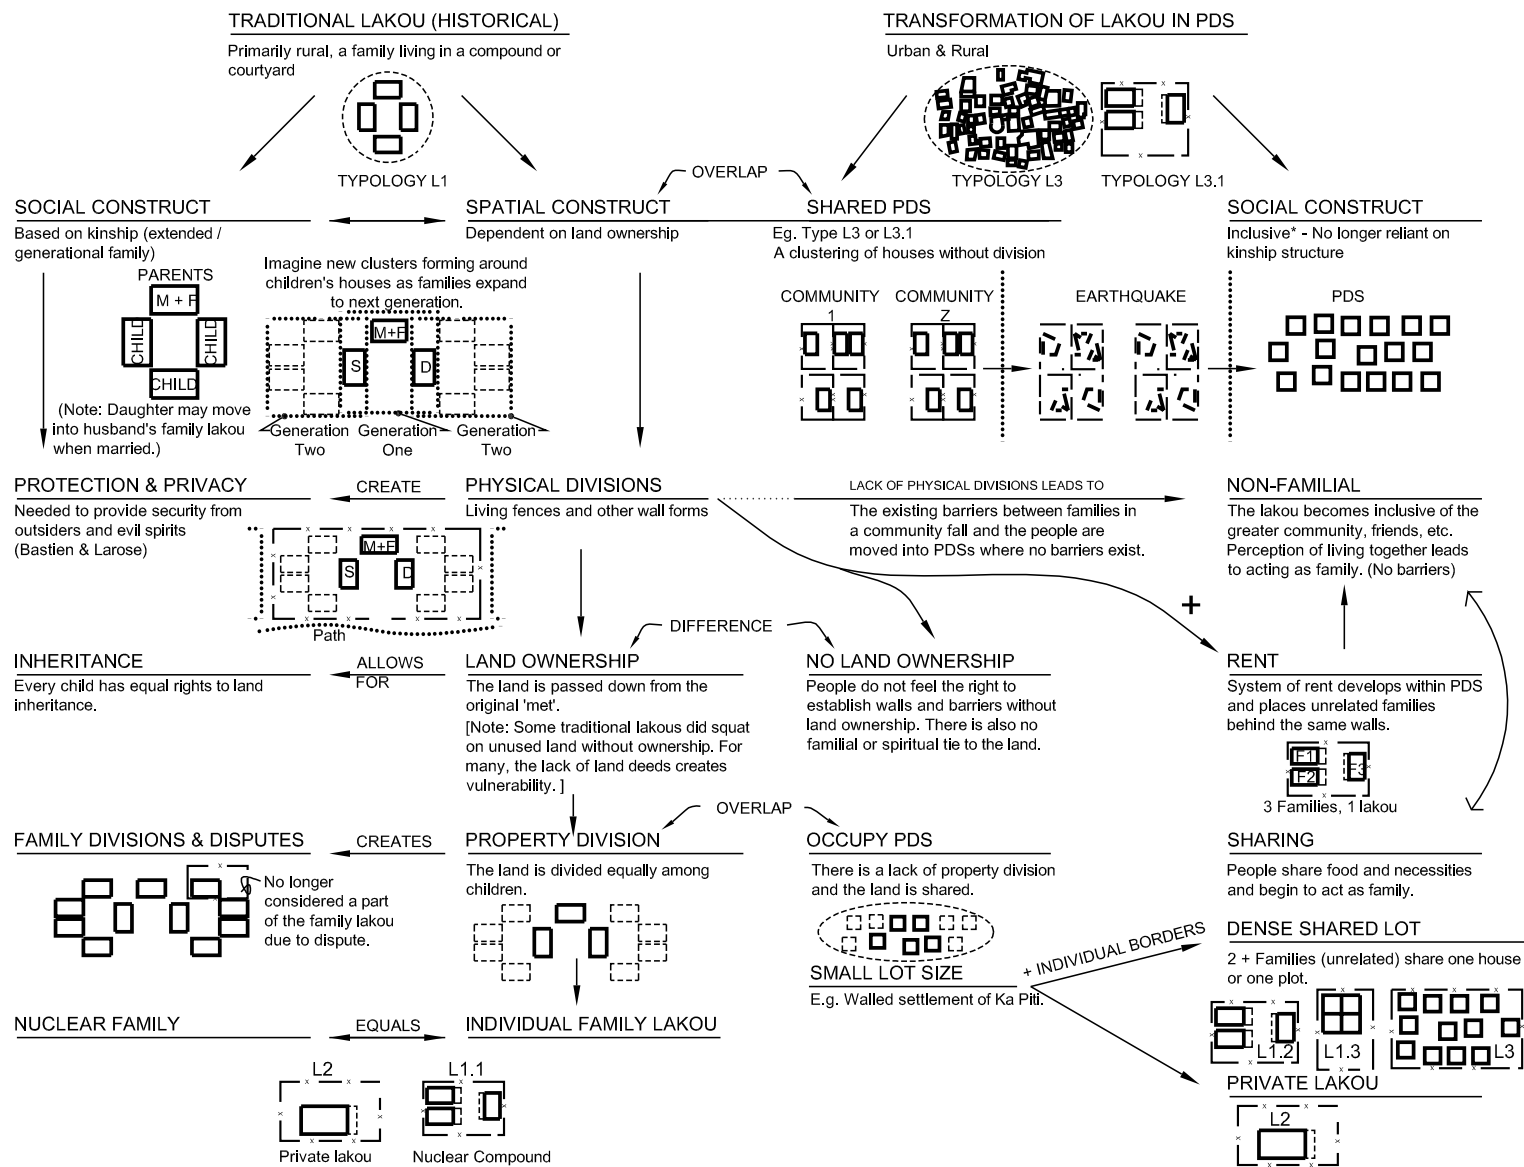 TRADITIONAL LAKOU (HISTORICAL)
Primarily rural, a family living in a compound or
courtyard
TYPOLOGY L1
TRANSFORMATION OF LAKOU IN PDS
Urban & Rural
TYPOLOGY L3
TYPOLOGY L3.1
OVERLAP
SOCIAL CONSTRUCT
Based on kinship (extended /
generational family)
PARENTS
M + F
CHILD
CHILD
CHILD
(Note: Daughter may move
into husband's family lakou
when married.)
SPATIAL CONSTRUCT
Dependent on land ownership
Imagine new clusters forming around
children's houses as families expand
to next generation.
M+F
S
D
Generation
Two
Generation
One
Generation
Two
SHARED PDS
Eg. Type L3 or L3.1
A clustering of houses without division
COMMUNITY
1
COMMUNITY
Z
EARTHQUAKE
SOCIAL CONSTRUCT
Inclusive* - No longer reliant on
kinship structure
PDS
PROTECTION & PRIVACY
Needed to provide security from
outsiders and evil spirits
(Bastien & Larose)
CREATE
PHYSICAL DIVISIONS
Living fences and other wall forms
M+F
S
D
Path
LACK OF PHYSICAL DIVISIONS LEADS TO
The existing barriers between families in
a community fall and the people are
moved into PDSs where no barriers exist.
NON-FAMILIAL
The lakou becomes inclusive of the
greater community, friends, etc.
Perception of living together leads
to acting as family. (No barriers)
+
DIFFERENCE
INHERITANCE
Every child has equal rights to land
inheritance.
ALLOWS
FOR
LAND OWNERSHIP
The land is passed down from the
original 'met'.
[Note: Some traditional lakous did squat
on unused land without ownership. For
many, the lack of land deeds creates
vulnerability. ]
NO LAND OWNERSHIP
People do not feel the right to
establish walls and barriers without
land ownership. There is also no
familial or spiritual tie to the land.
RENT
System of rent develops within PDS
and places unrelated families
behind the same walls.
F1
F2
F3
3 Families, 1 lakou
OVERLAP
FAMILY DIVISIONS & DISPUTES
No longer
considered a part
of the family lakou
due to dispute.
CREATES
PROPERTY DIVISION
The land is divided equally among
children.
OCCUPY PDS
There is a lack of property division
and the land is shared.
SHARING
People share food and necessities
and begin to act as family.
SMALL LOT SIZE
E.g. Walled settlement of Ka Piti.
+ INDIVIDUAL BORDERS
DENSE SHARED LOT
2 + Families (unrelated) share one house
or one plot.
L1.2
L1.3
L3
NUCLEAR FAMILY
EQUALS
INDIVIDUAL FAMILY LAKOU
L2
Private lakou
L1.1
Nuclear Compound
PRIVATE LAKOU
L2